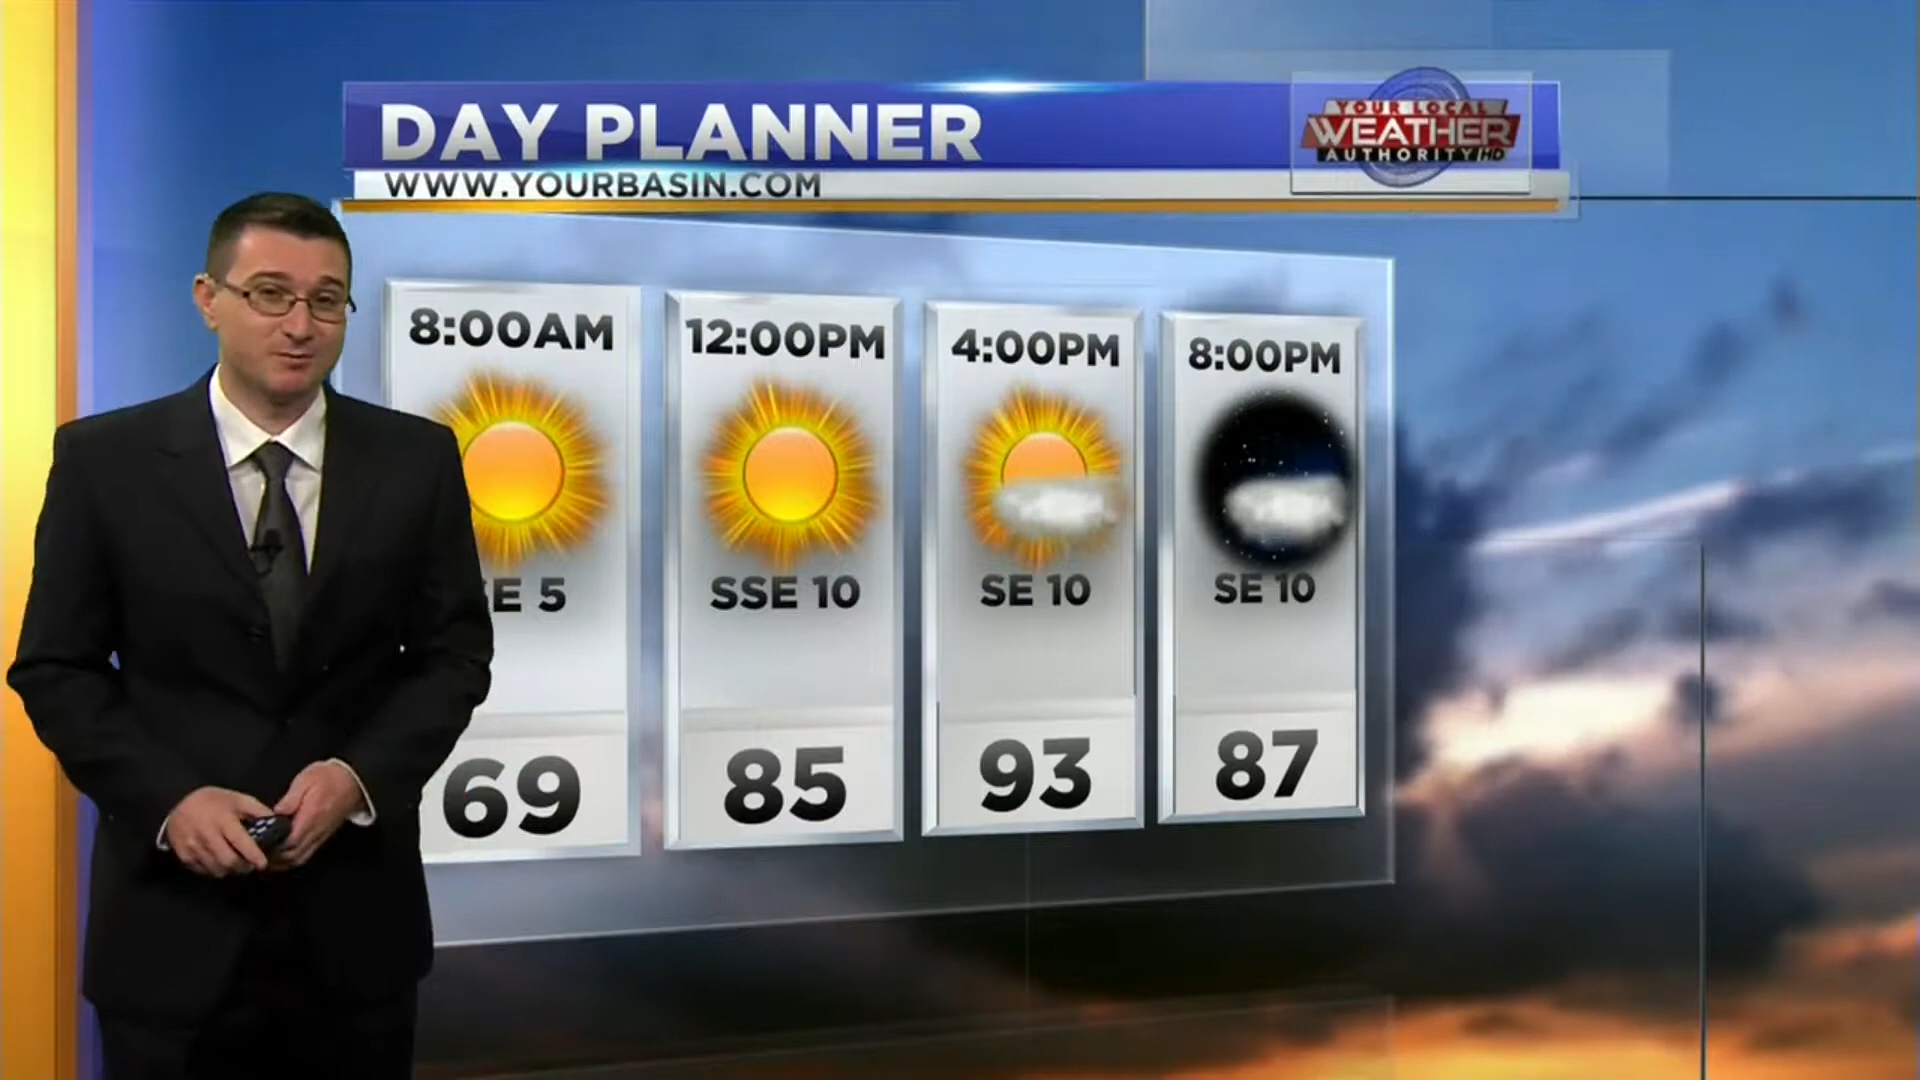 DAY PLANNER
WWW.YOURBASIN.COM
YOUR LOCAL
WEATHER
AUTHORITY/HD
8:00AM
12:00PM
4:00PM
8:00PM
5
SSE 10
SE 10
SE 10
69
85
93
87